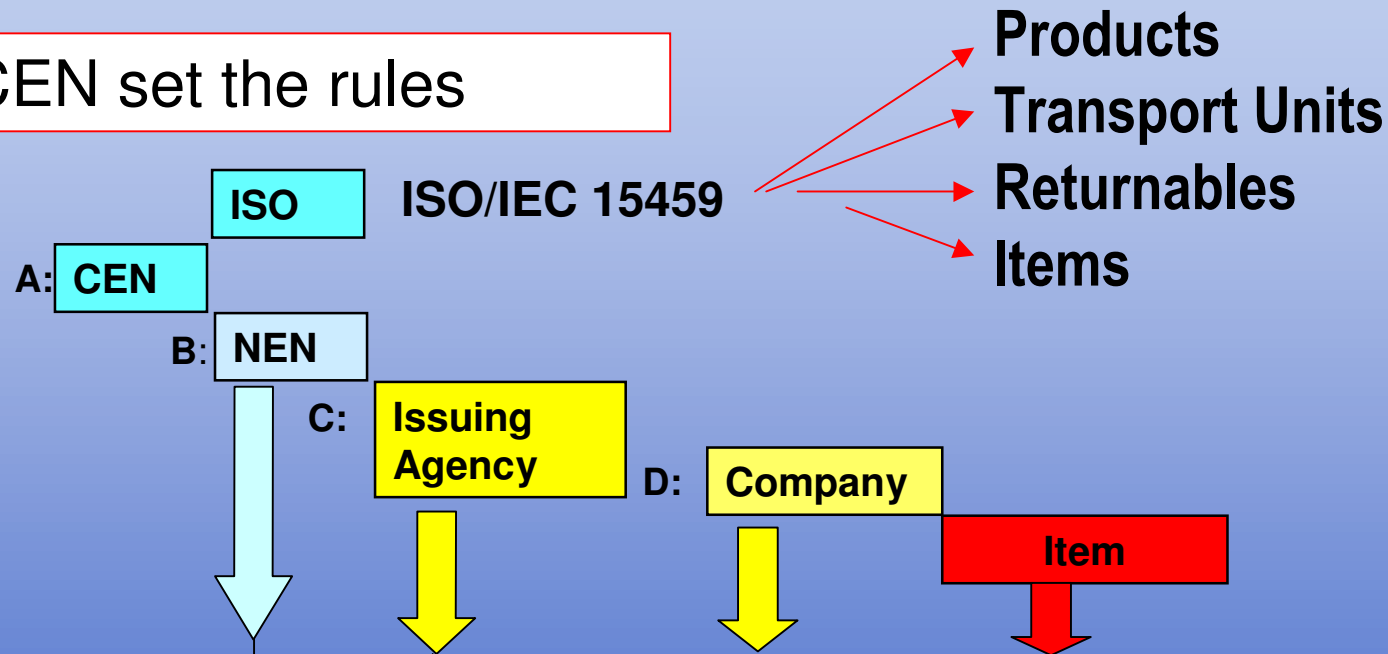 Products
CEN set the rules
Transport Units
ISO
ISO/IEC 15459
Returnables
Items
A: CEN
B: NEN
C: Issuing
Agency
D: Company
Item